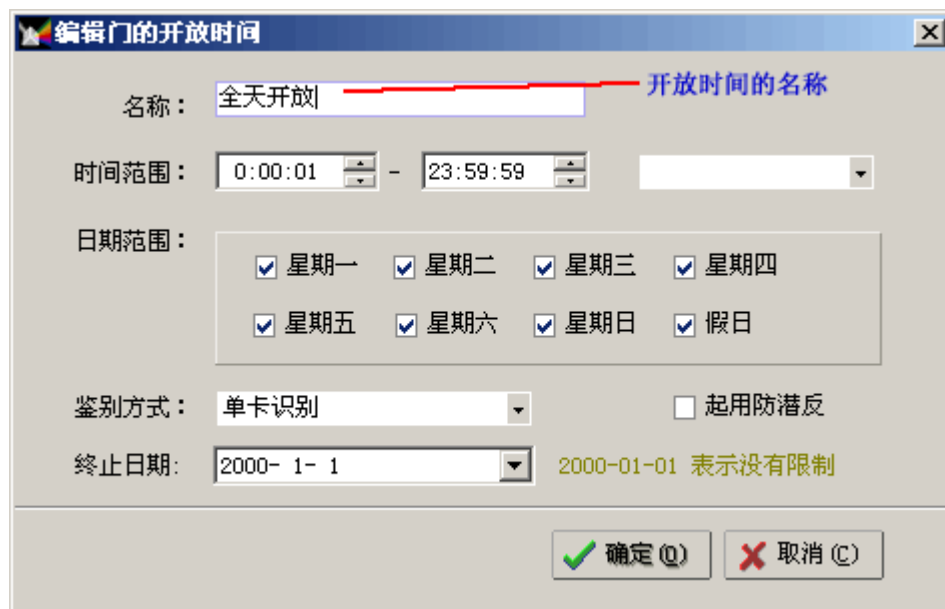 编辑门的开放时间
名称： 全天开放 开放时间的名称
时间范围： 0:00:01 - 23:59:59
日期范围：
星期一 星期二 星期三 星期四
星期五 星期六 星期日 假日
鉴别方式： 单卡识别 起用防潜反
终止日期: 2000- 1- 1 2000-01-01 表示没有限制
确定(O) 取消(C)